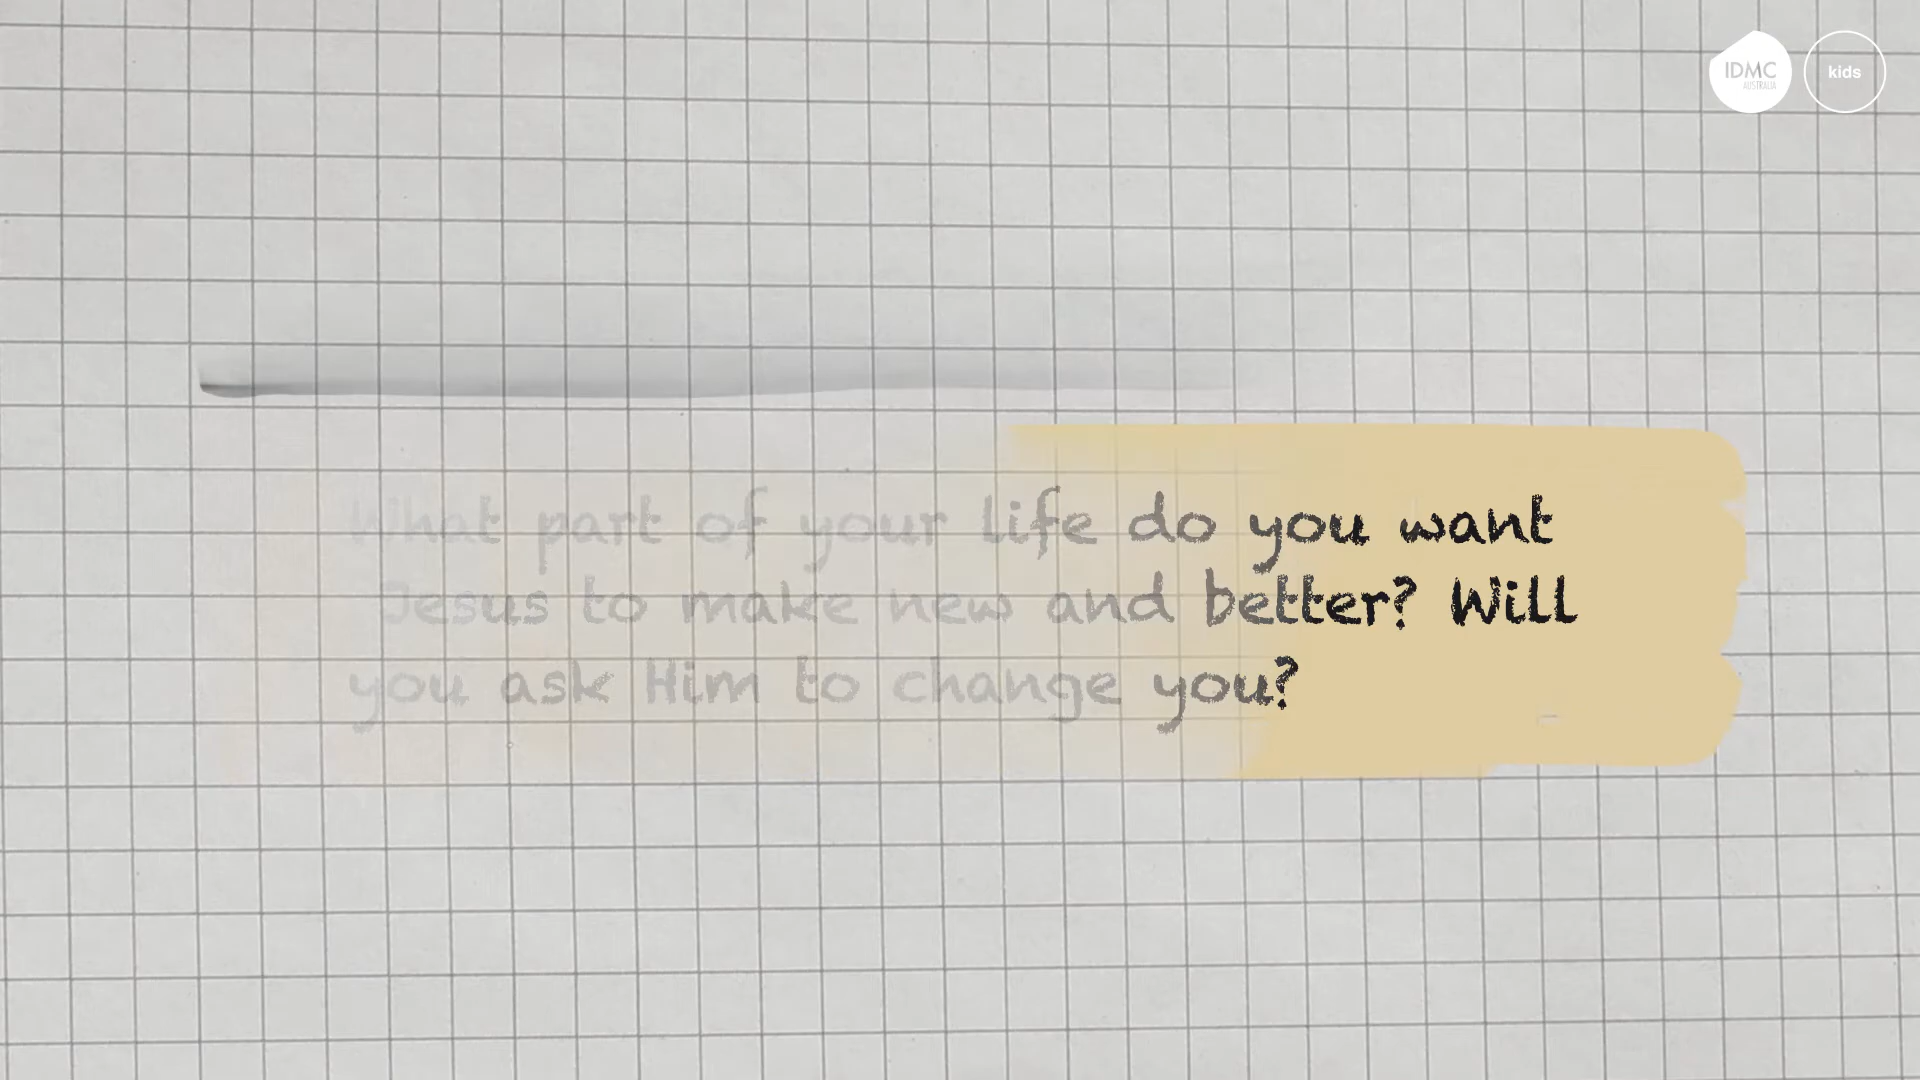 IDMC
AUSTRALIA
kids
What part of your life do you want
Jesus to make new and better? Will
you ask Him to change you?